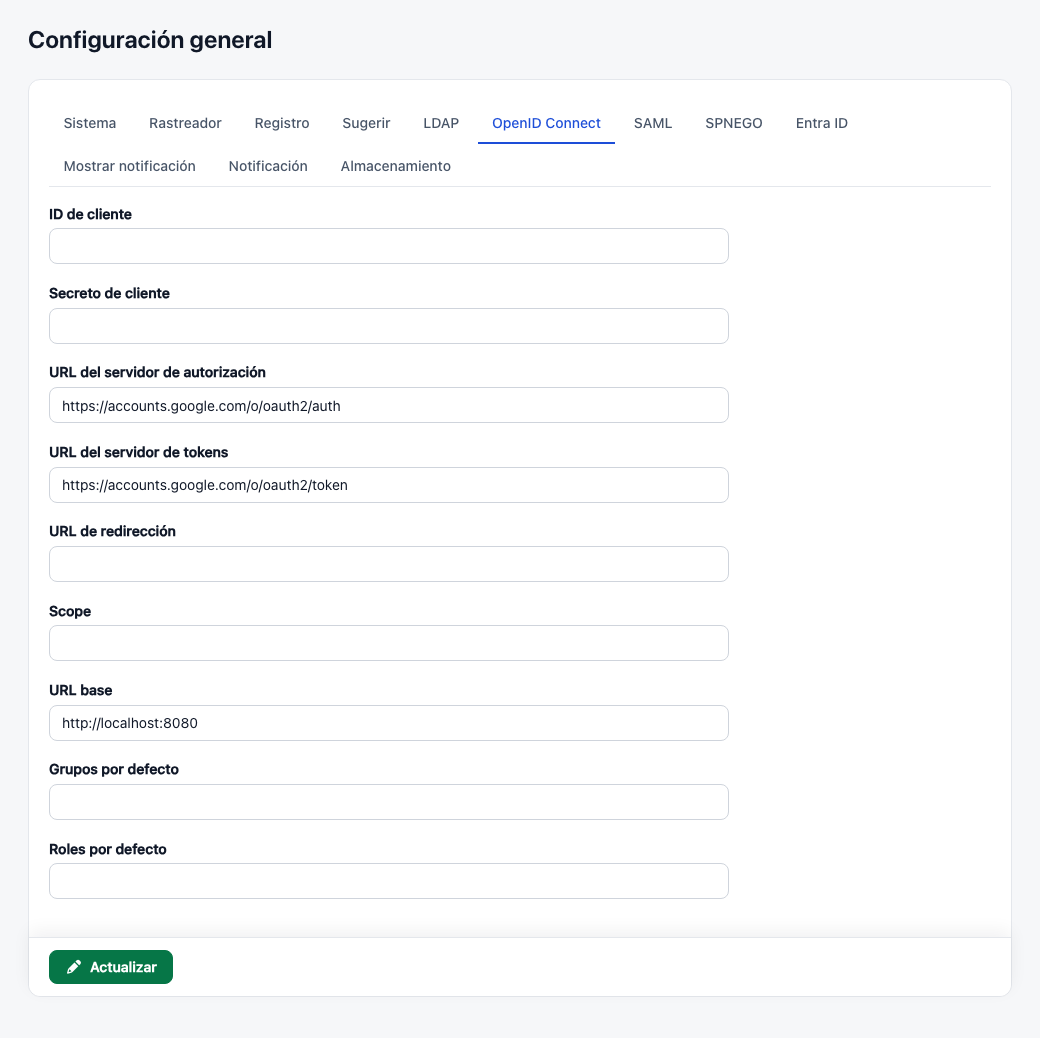 Configuración general
Sistema Rastreador Registro Sugerir LDAP OpenID Connect SAML SPNEGO Entra ID
Mostrar notificación Notificación Almacenamiento
ID de cliente
Secreto de cliente
URL del servidor de autorización
https://accounts.google.com/o/oauth2/auth
URL del servidor de tokens
https://accounts.google.com/o/oauth2/token
URL de redirección
Scope
URL base
http://localhost:8080
Grupos por defecto
Roles por defecto
Actualizar